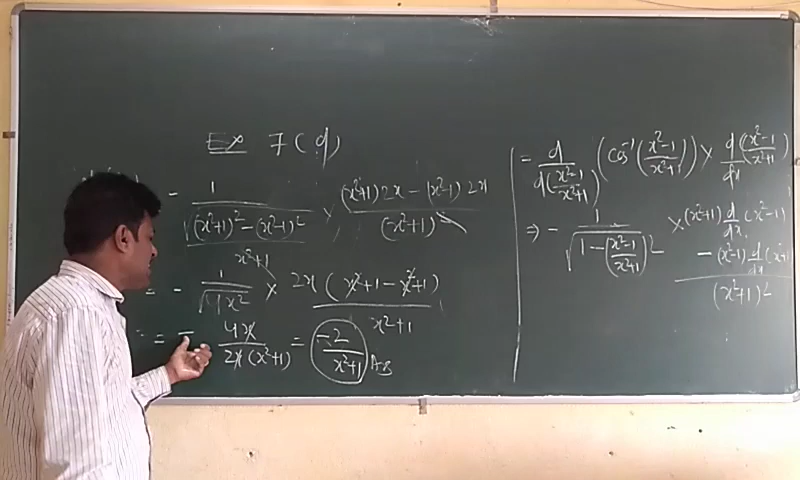 Ex 7(d)
= d/d((x²-1)/(x²+1)) (cos⁻¹((x²-1)/(x²+1))) × d/dx ((x²-1)/(x²+1))
⇒ - 1/√(1-((x²-1)/(x²+1))²) × ((x²+1) d/dx (x²-1) - (x²-1) d/dx (x²+1))/(x²+1)²
- 1/(√((x²+1)²-(x²-1)²)/(x²+1)) × ((x²+1)2x-(x²-1)2x)/(x²+1)²
= - 1/√(4x²) × 2x(x²+1-x²+1)/(x²+1)
= - 4x/(2x(x²+1)) = -2/(x²+1) As